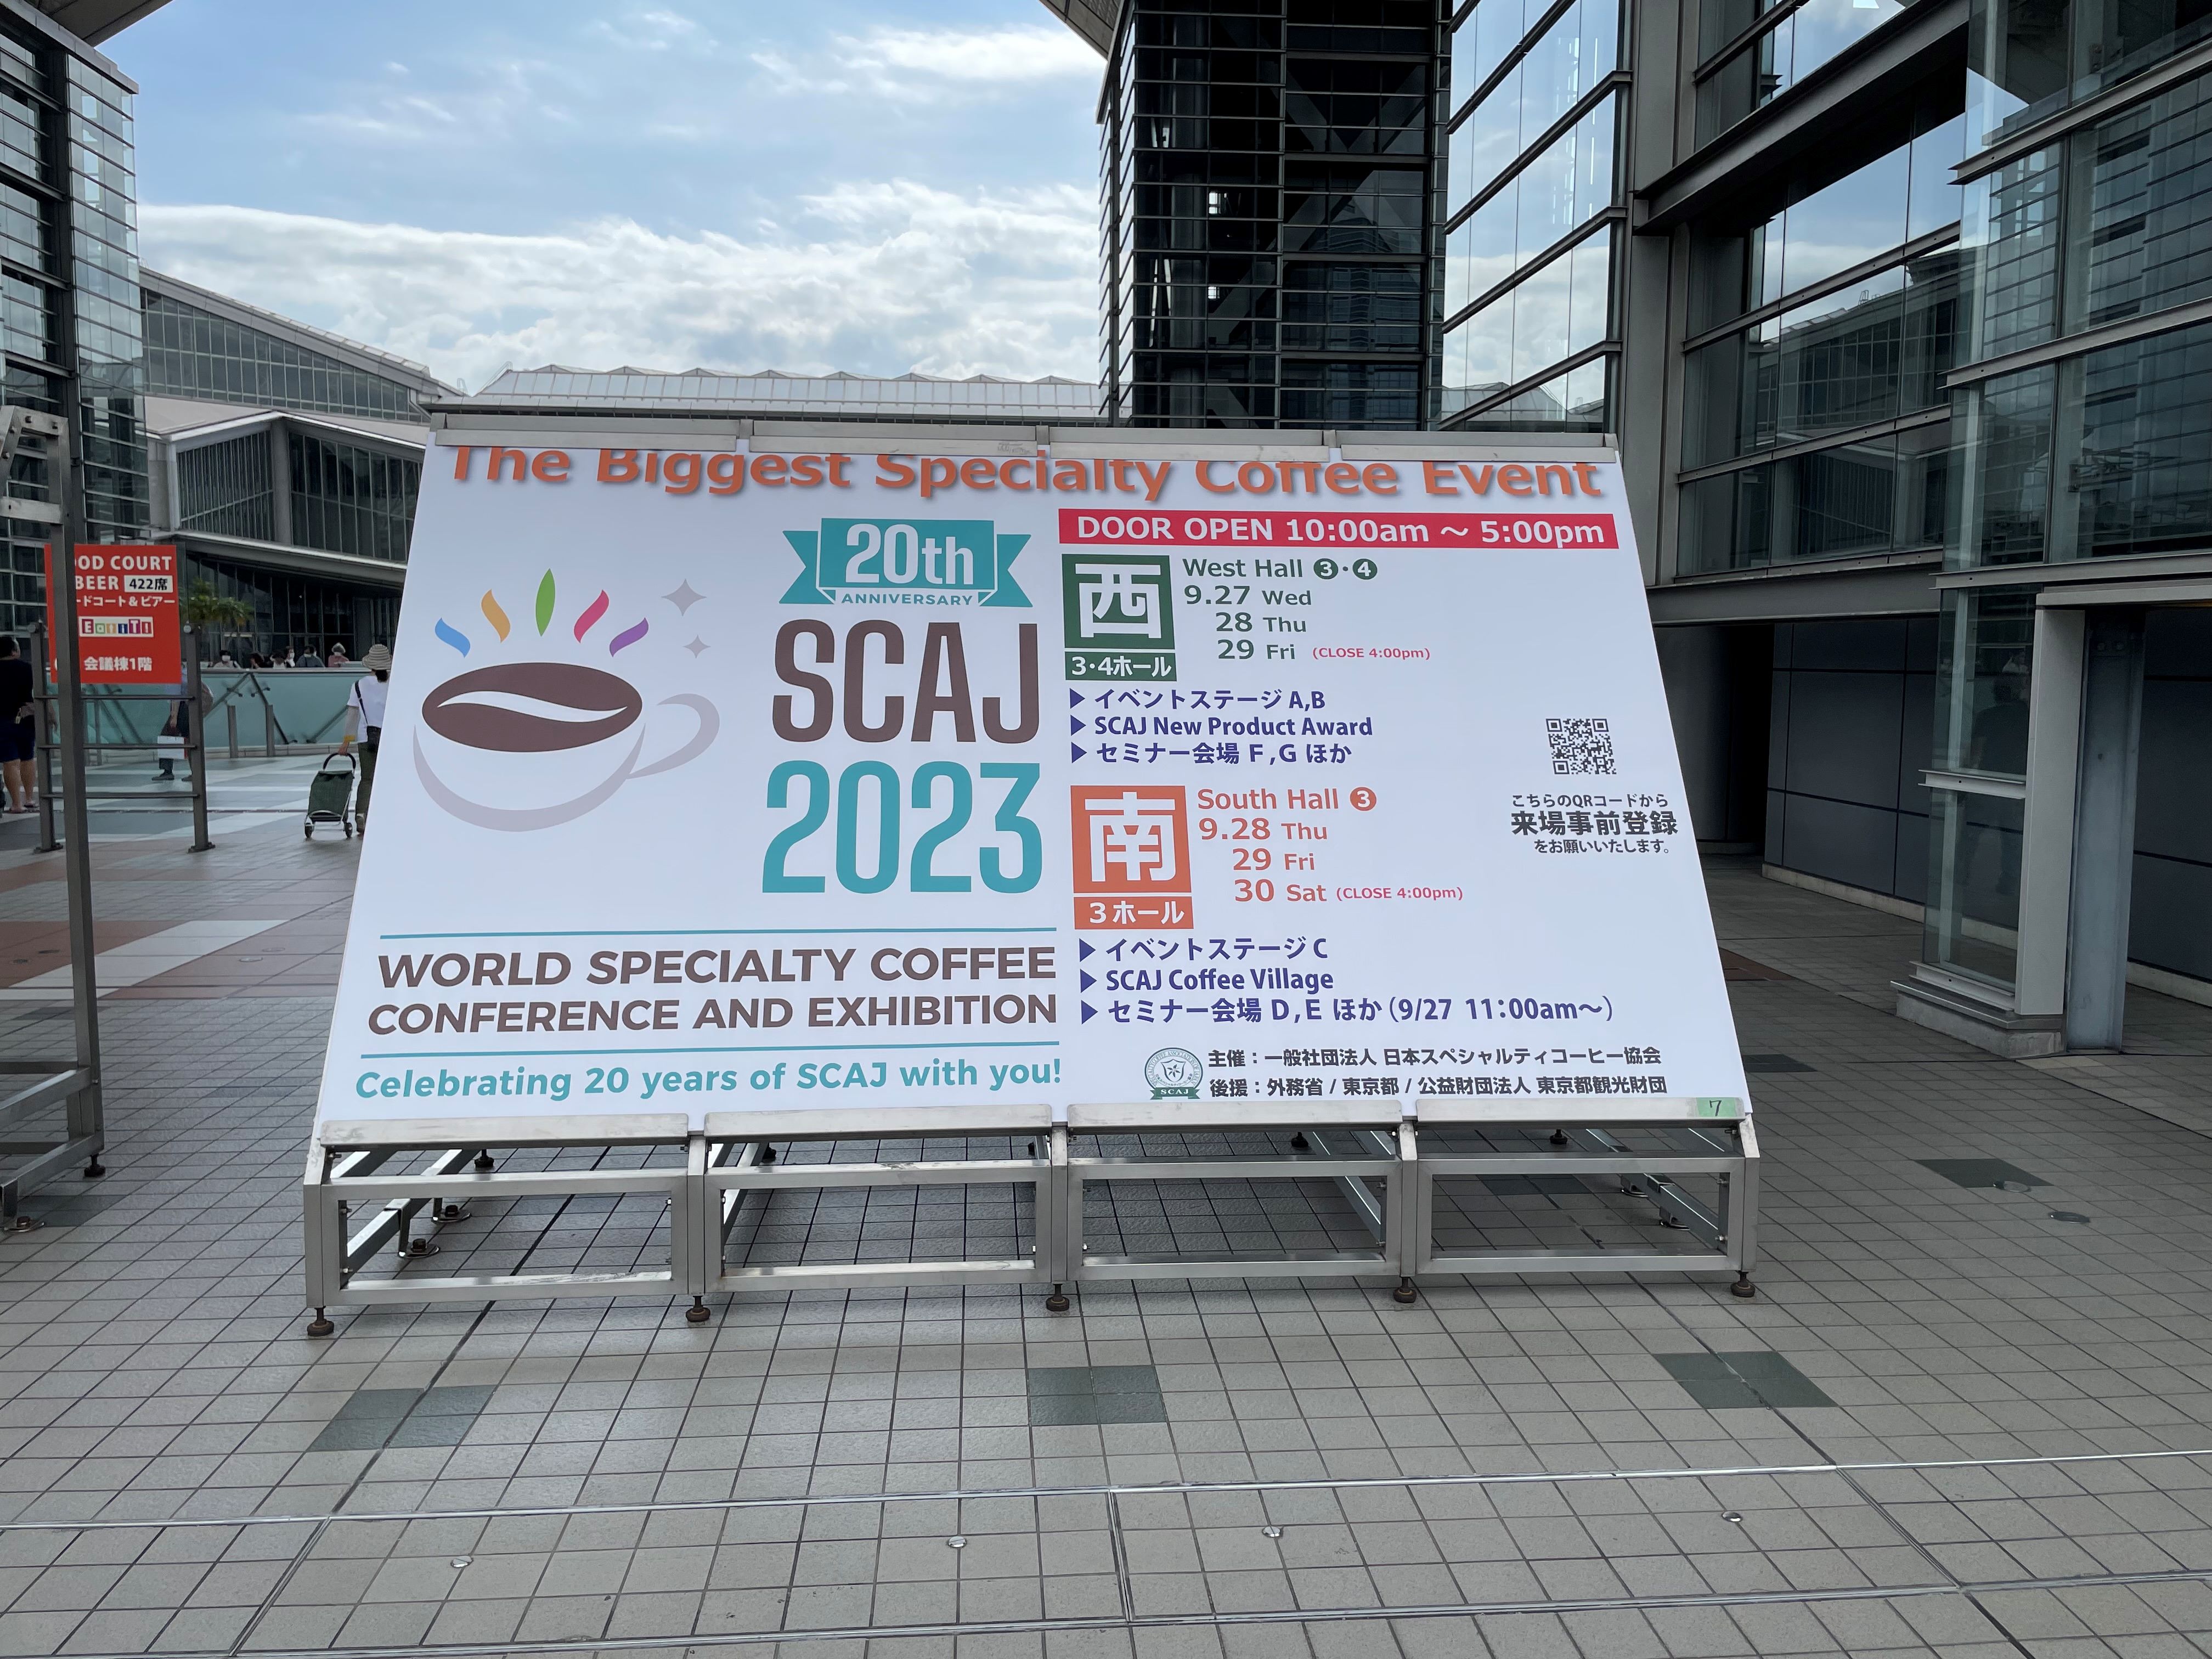 The Biggest Specialty Coffee Event
20th
ANNIVERSARY
SCAJ
2023
WORLD SPECIALTY COFFEE
CONFERENCE AND EXHIBITION
Celebrating 20 years of SCAJ with you!
DOOR OPEN 10:00am ～ 5:00pm
西
3・4ホール
West Hall ❸・❹
9.27 Wed
28 Thu
29 Fri (CLOSE 4:00pm)
▶ イベントステージ A,B
▶ SCAJ New Product Award
▶ セミナー会場 F,G ほか
南
3ホール
South Hall ❸
9.28 Thu
29 Fri
30 Sat (CLOSE 4:00pm)
▶ イベントステージ C
▶ SCAJ Coffee Village
▶ セミナー会場 D,E ほか（9/27 11:00am～）
こちらのQRコードから
来場事前登録
をお願いいたします。
SCAJ
主催：一般社団法人 日本スペシャルティコーヒー協会
後援：外務省 / 東京都 / 公益財団法人 東京都観光財団
7
OD COURT
BEER 422席
ードコート＆ビアー
会議棟1階